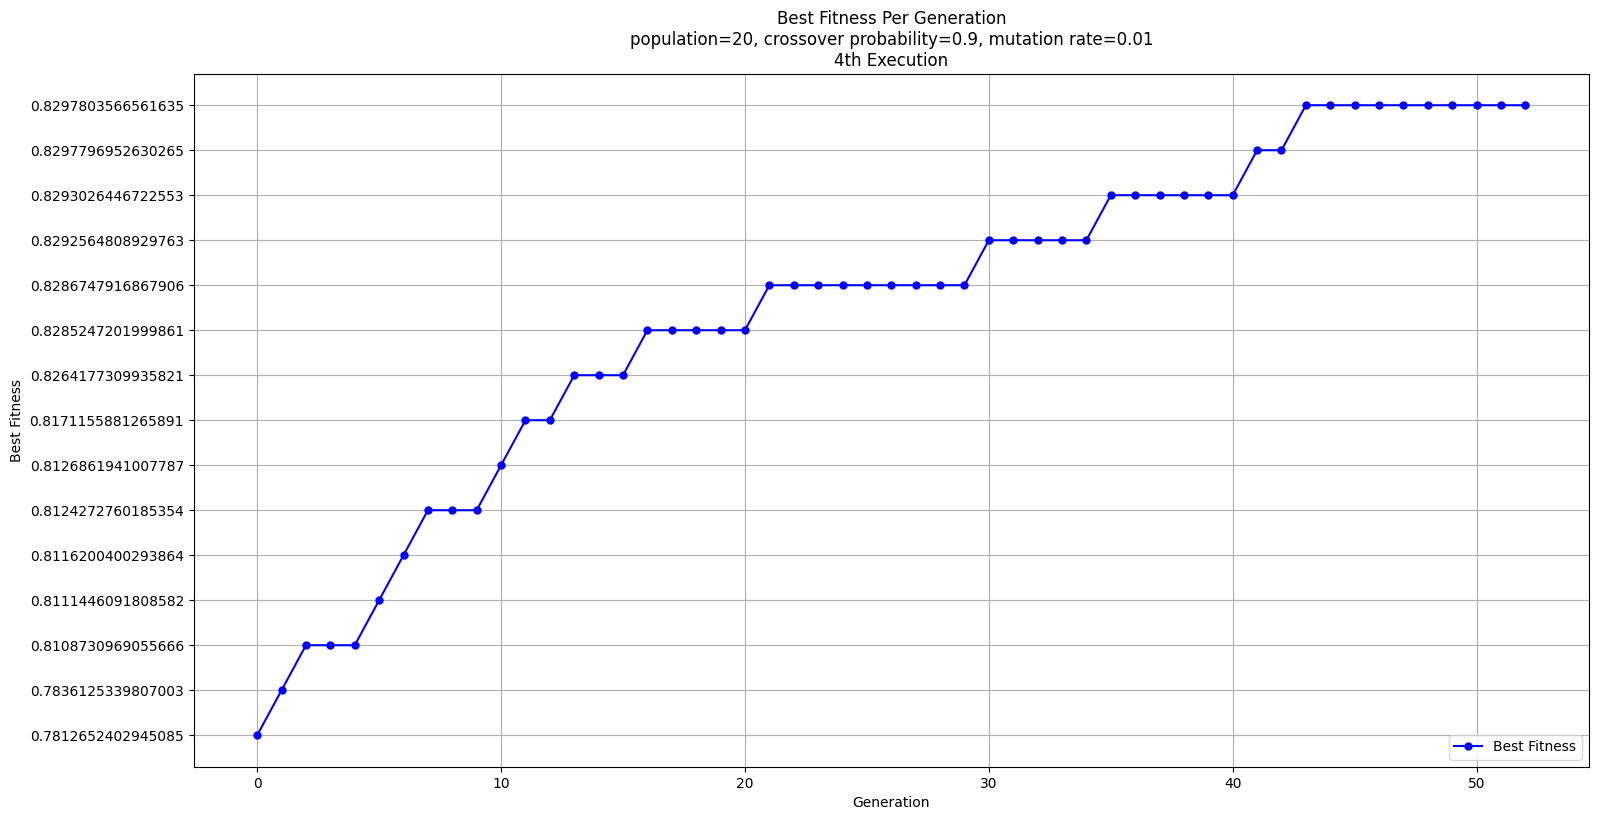 Best Fitness Per Generation
population=20, crossover probability=0.9, mutation rate=0.01
4th Execution
0.8297803566561635
0.8297796952630265
0.8293026446722553
0.8292564808929763
0.8286747916867906
0.8285247201999861
0.8264177309935821
0.8171155881265891
0.8126861941007787
0.8124272760185354
0.8116200400293864
0.8111446091808582
0.8108730969055666
0.7836125339807003
0.7812652402945085
Best Fitness
Best Fitness
0 10 20 30 40 50
Generation